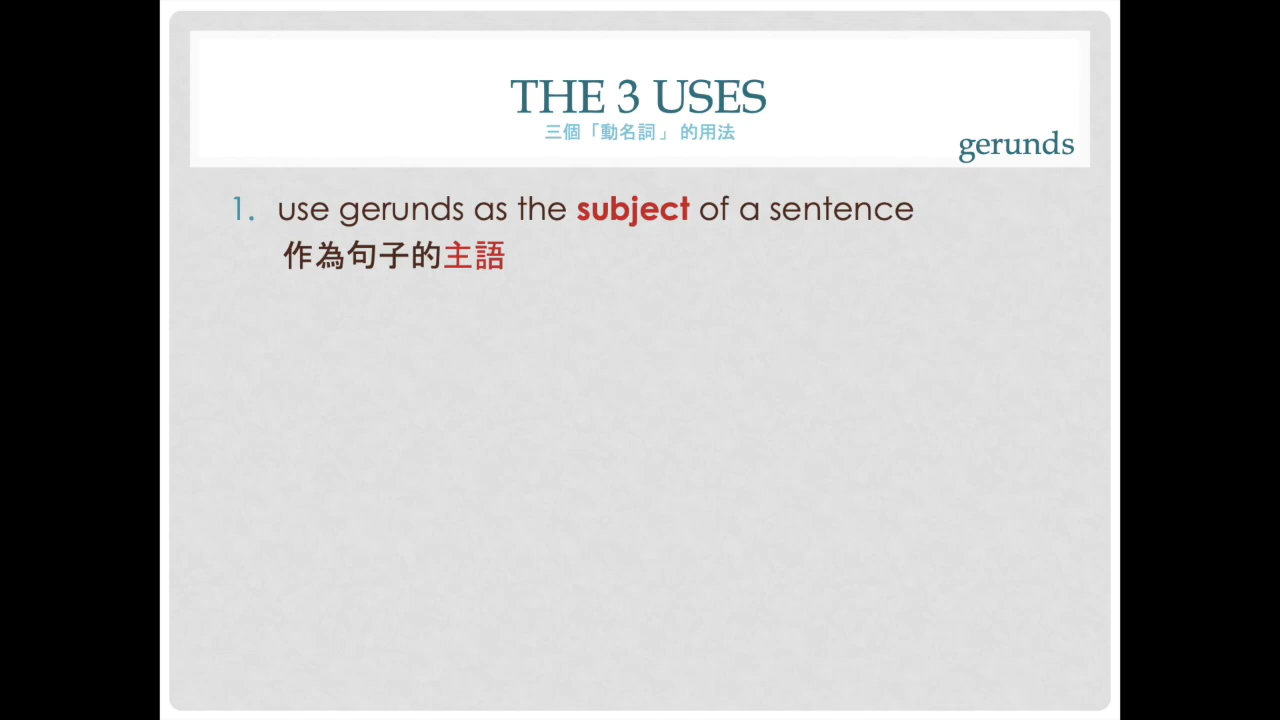 THE 3 USES
三個「動名詞」的用法
gerunds
1. use gerunds as the subject of a sentence
作為句子的主語